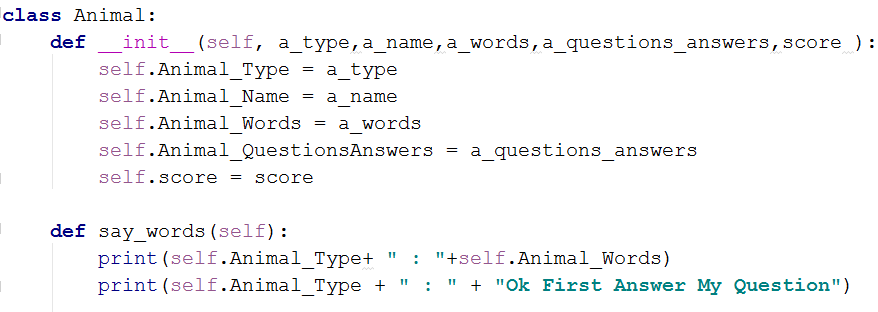 class Animal:
    def __init__(self, a_type,a_name,a_words,a_questions_answers,score ):
        self.Animal_Type = a_type
        self.Animal_Name = a_name
        self.Animal_Words = a_words
        self.Animal_QuestionsAnswers = a_questions_answers
        self.score = score

    def say_words(self):
        print(self.Animal_Type+ " : "+self.Animal_Words)
        print(self.Animal_Type + " : " + "Ok First Answer My Question")